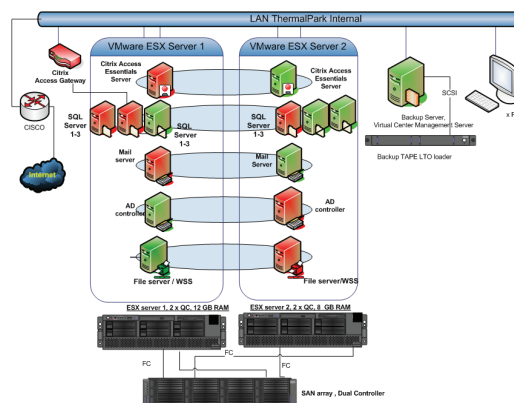 LAN ThermalPark Internal
VMware ESX Server 1
VMware ESX Server 2
Citrix
Access Gateway
Citrix Access
Essentials
Server
Citrix Access
Essentials
Server
CISCO
Internet
SQL
Server
1-3
SQL
Server
1-3
SQL
Server
1-3
SQL
Server
1-3
Mail
server
Mail
Server
AD
controller
AD
controller
File server / WSS
File server/WSS
SCSI
Backup Server,
Virtual Center Management Server
Backup TAPE LTO loader
ESX server 1, 2 x QC, 12 GB RAM
ESX server 2, 2 x QC, 8 GB RAM
FC
FC
FC
SAN array , Dual Controller